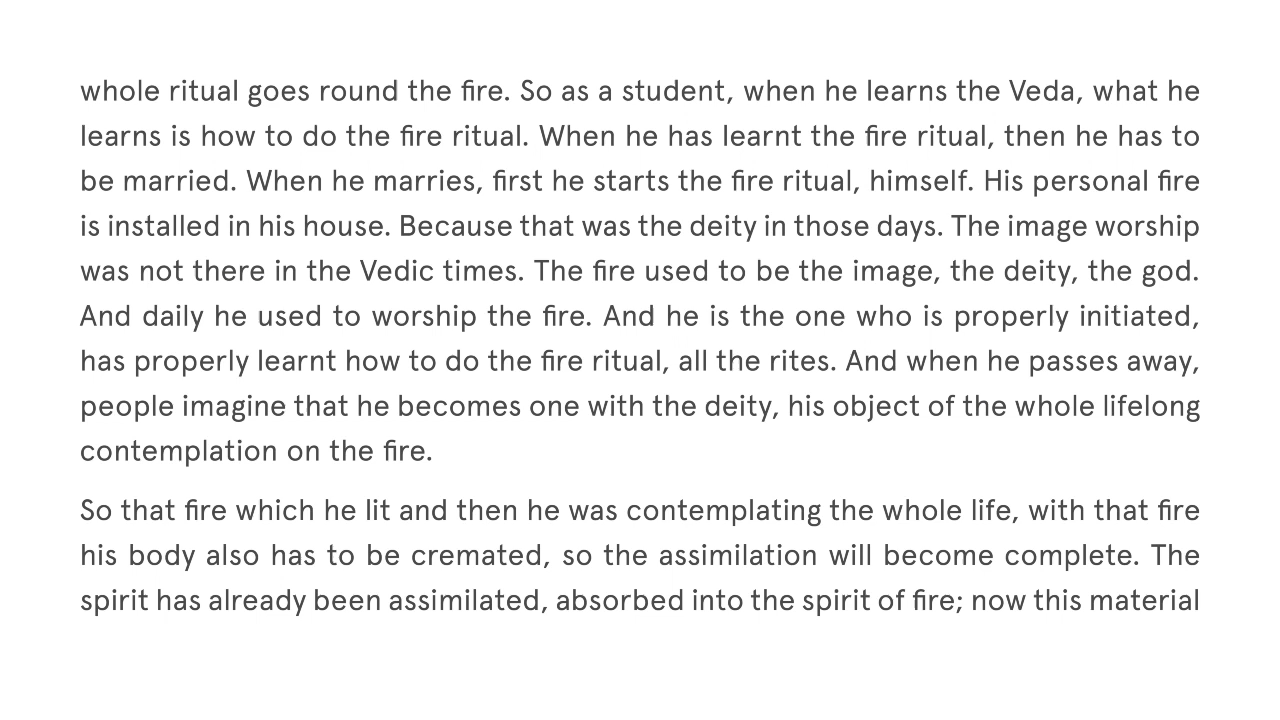 whole ritual goes round the fire. So as a student, when he learns the Veda, what he
learns is how to do the fire ritual. When he has learnt the fire ritual, then he has to
be married. When he marries, first he starts the fire ritual, himself. His personal fire
is installed in his house. Because that was the deity in those days. The image worship
was not there in the Vedic times. The fire used to be the image, the deity, the god.
And daily he used to worship the fire. And he is the one who is properly initiated,
has properly learnt how to do the fire ritual, all the rites. And when he passes away,
people imagine that he becomes one with the deity, his object of the whole lifelong
contemplation on the fire.
So that fire which he lit and then he was contemplating the whole life, with that fire
his body also has to be cremated, so the assimilation will become complete. The
spirit has already been assimilated, absorbed into the spirit of fire; now this material